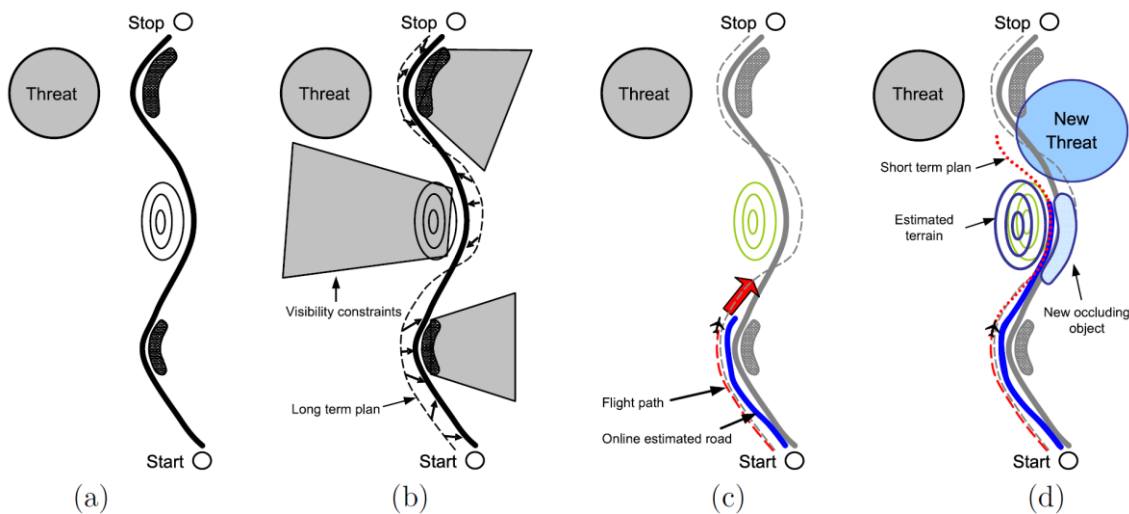 Stop
Threat
Start
(a)
Stop
Threat
Visibility constraints
Long term plan
Start
(b)
Stop
Threat
Flight path
Online estimated road
Start
(c)
Stop
Threat
New
Threat
Short term plan
Estimated
terrain
New occluding
object
Start
(d)